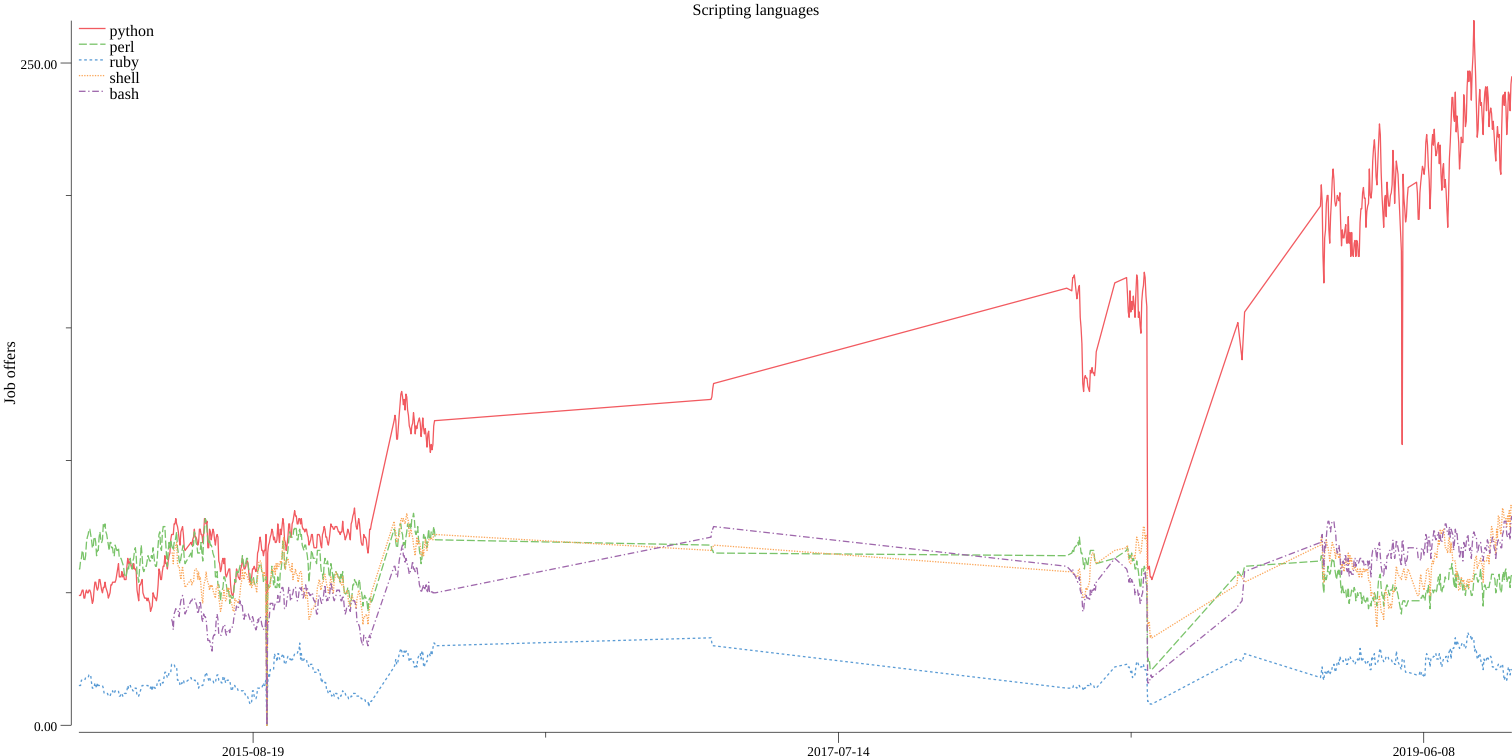 Scripting languages
python
perl
ruby
shell
bash
250.00
Job offers
0.00
2015-08-19
2017-07-14
2019-06-08